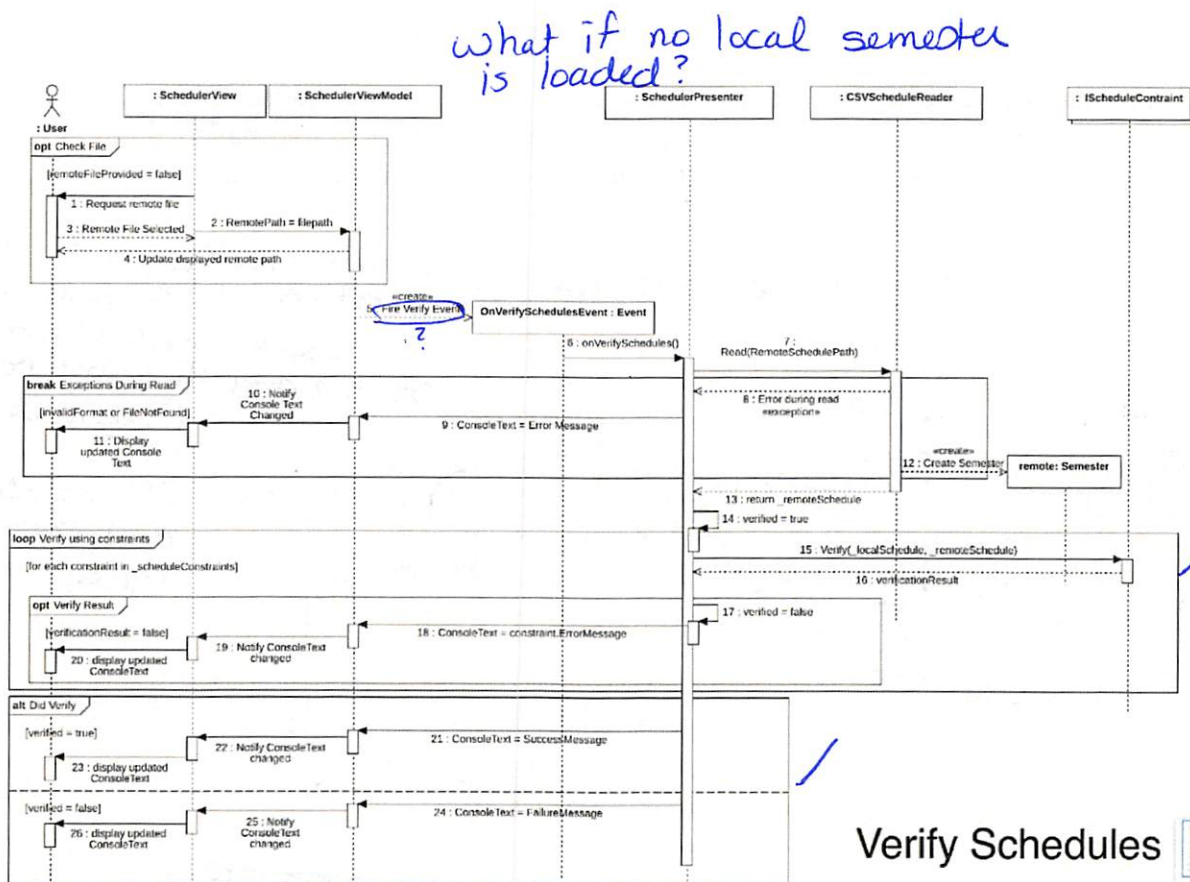 what if no local semester
is loaded?
: User
: SchedulerView
: SchedulerViewModel
: SchedulerPresenter
: CSVScheduleReader
: IScheduleContraint
opt Check File
[remoteFileProvided = false]
1 : Request remote file
2 : RemotePath = filepath
3 : Remote File Selected
4 : Update displayed remote path
«create»
5 : Fire Verify Event
?
OnVerifySchedulesEvent : Event
6 : onVerifySchedules()
7 :
Read(RemoteSchedulePath)
break Exceptions During Read
[invalidFormat or FileNotFound]
8 : Error during read
«exception»
9 : ConsoleText = Error Message
10 : Notify
Console Text
Changed
11 : Display
updated Console
Text
«create»
12 : Create Semester
remote: Semester
13 : return _remoteSchedule
14 : verified = true
loop Verify using constraints
[for each constraint in _scheduleConstraints]
15 : Verify(_localSchedule, _remoteSchedule)
16 : verificationResult
opt Verify Result
[verificationResult = false]
17 : verified = false
18 : ConsoleText = constraint.ErrorMessage
19 : Notify ConsoleText
changed
20 : display updated
ConsoleText
alt Did Verify
[verified = true]
21 : ConsoleText = SuccessMessage
22 : Notify ConsoleText
changed
23 : display updated
ConsoleText
[verified = false]
24 : ConsoleText = FailureMessage
25 : Notify
ConsoleText
changed
26 : display updated
ConsoleText
Verify Schedules